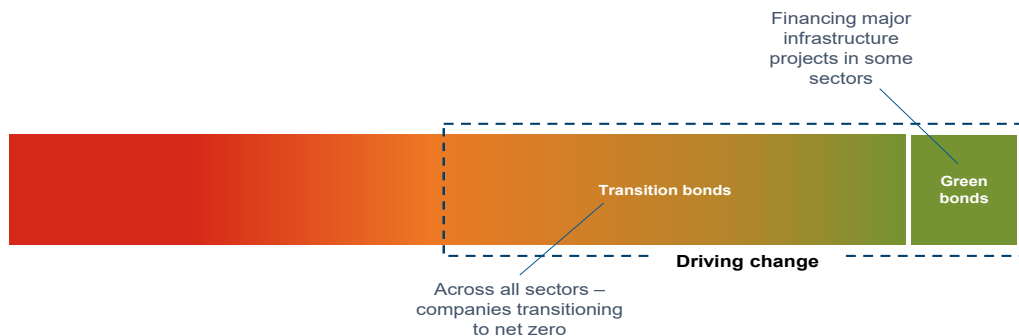 Financing major
infrastructure
projects in some
sectors
Transition bonds
Green
bonds
Driving change
Across all sectors –
companies transitioning
to net zero